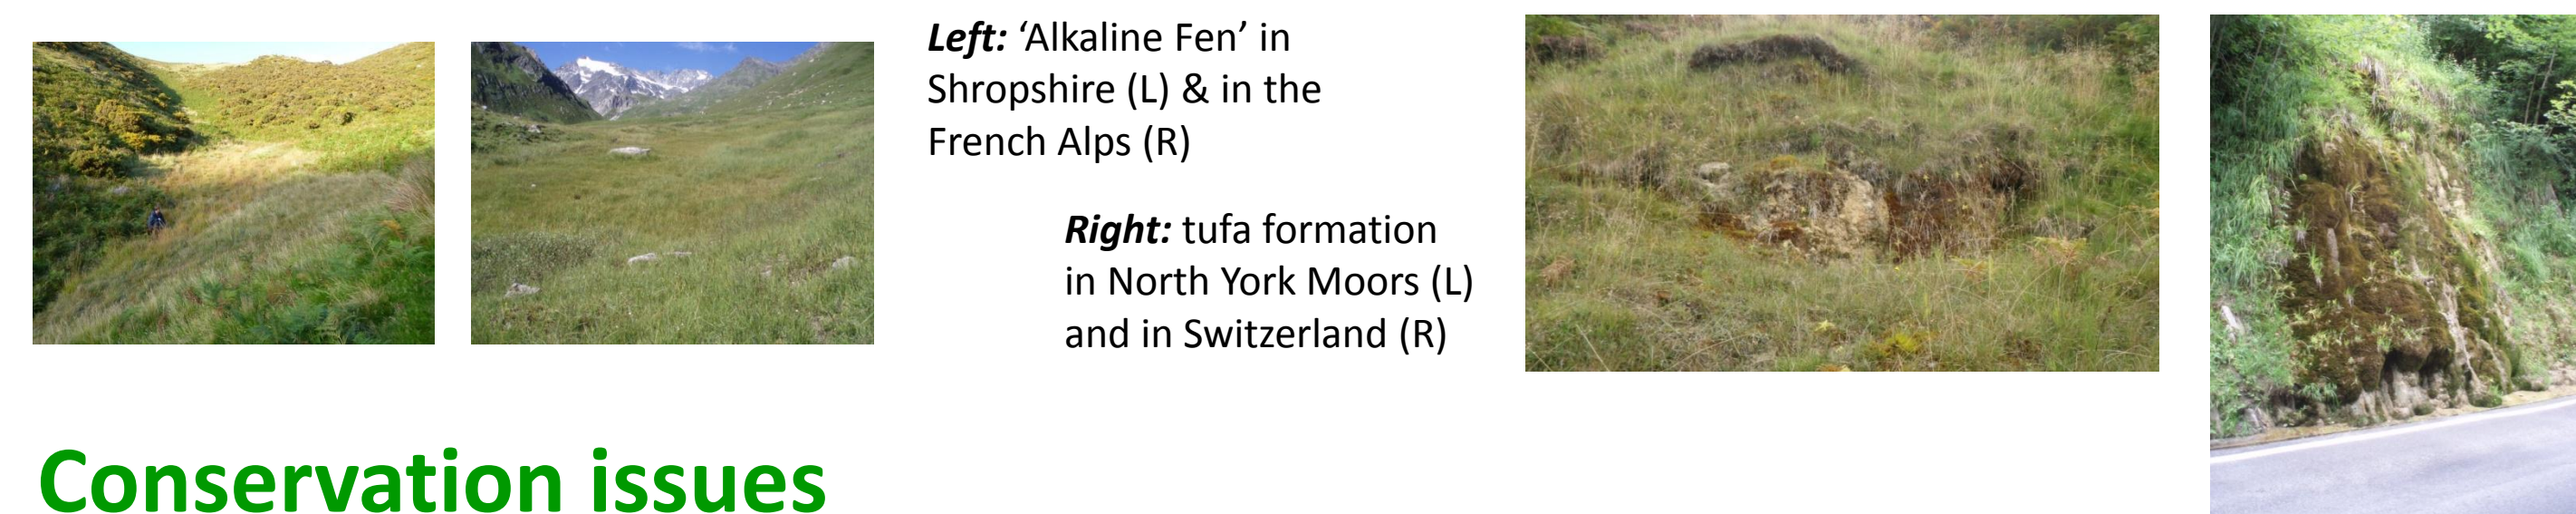 Left: ‘Alkaline Fen’ in
Shropshire (L) & in the
French Alps (R)
Right: tufa formation
in North York Moors (L)
and in Switzerland (R)
Conservation issues